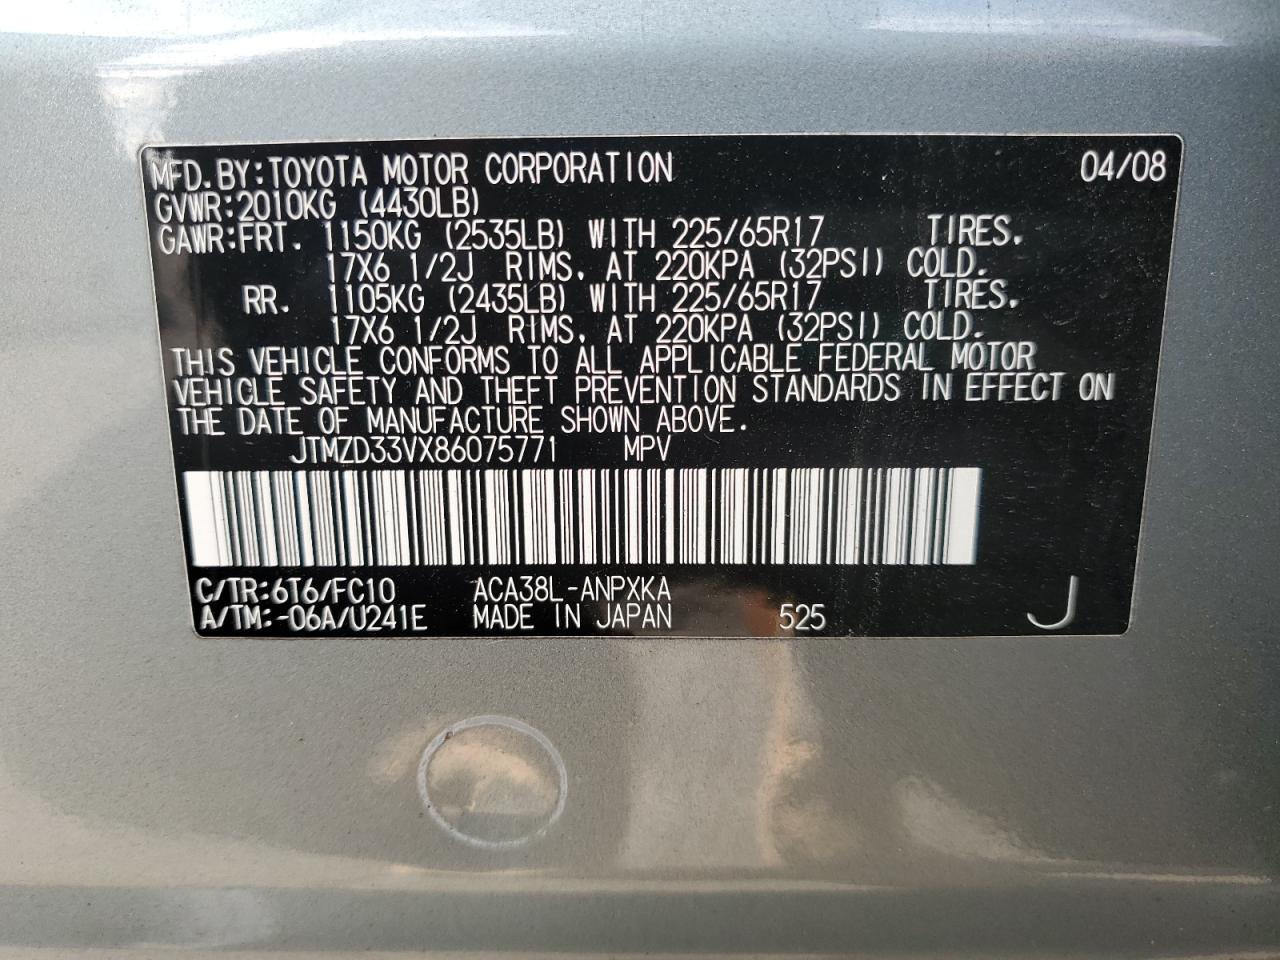 MFD.BY:TOYOTA MOTOR CORPORATION 04/08
GVWR:2010KG (4430LB)
GAWR:FRT. 1150KG (2535LB) WITH 225/65R17 TIRES,
17X6 1/2J RIMS, AT 220KPA (32PSI) COLD.
RR. 1105KG (2435LB) WITH 225/65R17 TIRES,
17X6 1/2J RIMS, AT 220KPA (32PSI) COLD.
THIS VEHICLE CONFORMS TO ALL APPLICABLE FEDERAL MOTOR
VEHICLE SAFETY AND THEFT PREVENTION STANDARDS IN EFFECT ON
THE DATE OF MANUFACTURE SHOWN ABOVE.
JTMZD33VX86075771 MPV
C/TR:6T6/FC10 ACA38L-ANPXKA
A/TM:-06A/U241E MADE IN JAPAN 525 J